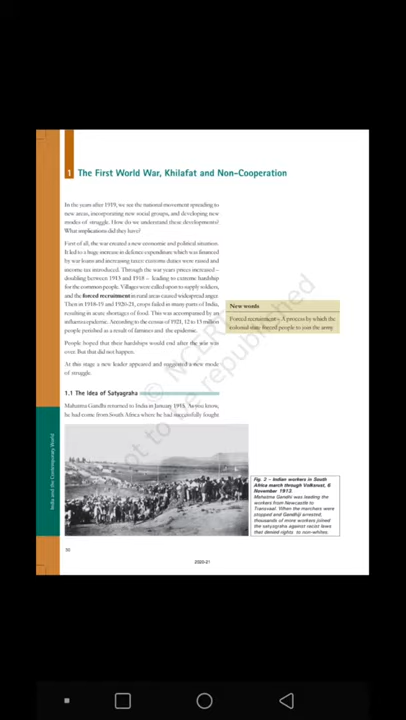 1 The First World War, Khilafat and Non-Cooperation
In the years after 1919, we see the national movement spreading to
new areas, incorporating new social groups, and developing new
modes of struggle. How do we understand these developments?
What implications did they have?
First of all, the war created a new economic and political situation.
It led to a huge increase in defence expenditure which was financed
by war loans and increasing taxes: customs duties were raised and
income tax introduced. Through the war years prices increased –
doubling between 1913 and 1918 – leading to extreme hardship
for the common people. Villages were called upon to supply soldiers,
and the forced recruitment in rural areas caused widespread anger.
Then in 1918-19 and 1920-21, crops failed in many parts of India,
resulting in acute shortages of food. This was accompanied by an
influenza epidemic. According to the census of 1921, 12 to 13 million
people perished as a result of famines and the epidemic.
People hoped that their hardships would end after the war was
over. But that did not happen.
At this stage a new leader appeared and suggested a new mode
of struggle.
New words
Forced recruitment – A process by which the
colonial state forced people to join the army
1.1 The Idea of Satyagraha
Mahatma Gandhi returned to India in January 1915. As you know,
he had come from South Africa where he had successfully fought
Fig. 2 – Indian workers in South
Africa march through Volksrust, 6
November 1913.
Mahatma Gandhi was leading the
workers from Newcastle to
Transvaal. When the marchers were
stopped and Gandhiji arrested,
thousands of more workers joined
the satyagraha against racist laws
that denied rights to non-whites.
India and the Contemporary World
2020-21
© NCERT
not to be republished